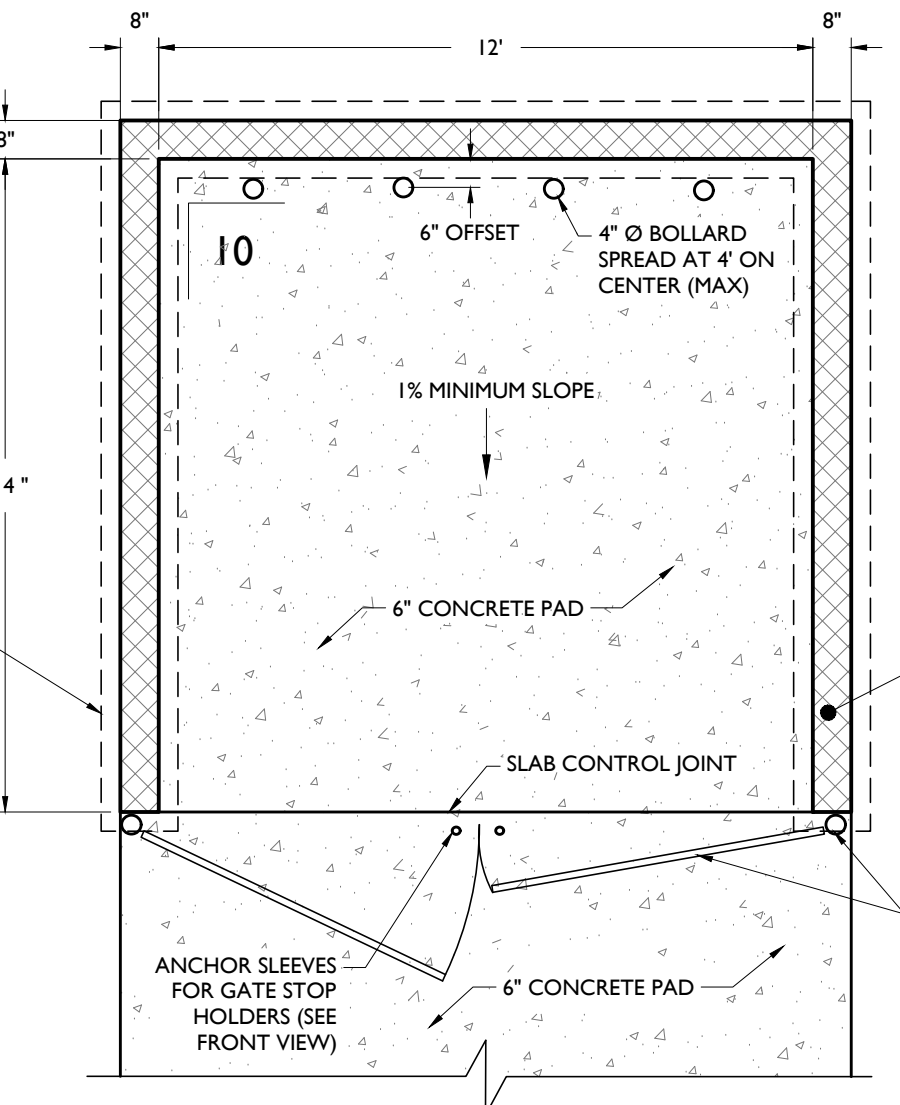 8"
8"
12'
8"
6" OFFSET
4" Ø BOLLARD
SPREAD AT 4' ON
CENTER (MAX)
10
1% MINIMUM SLOPE
4 "
6" CONCRETE PAD
SLAB CONTROL JOINT
ANCHOR SLEEVES
FOR GATE STOP
HOLDERS (SEE
FRONT VIEW)
6" CONCRETE PAD